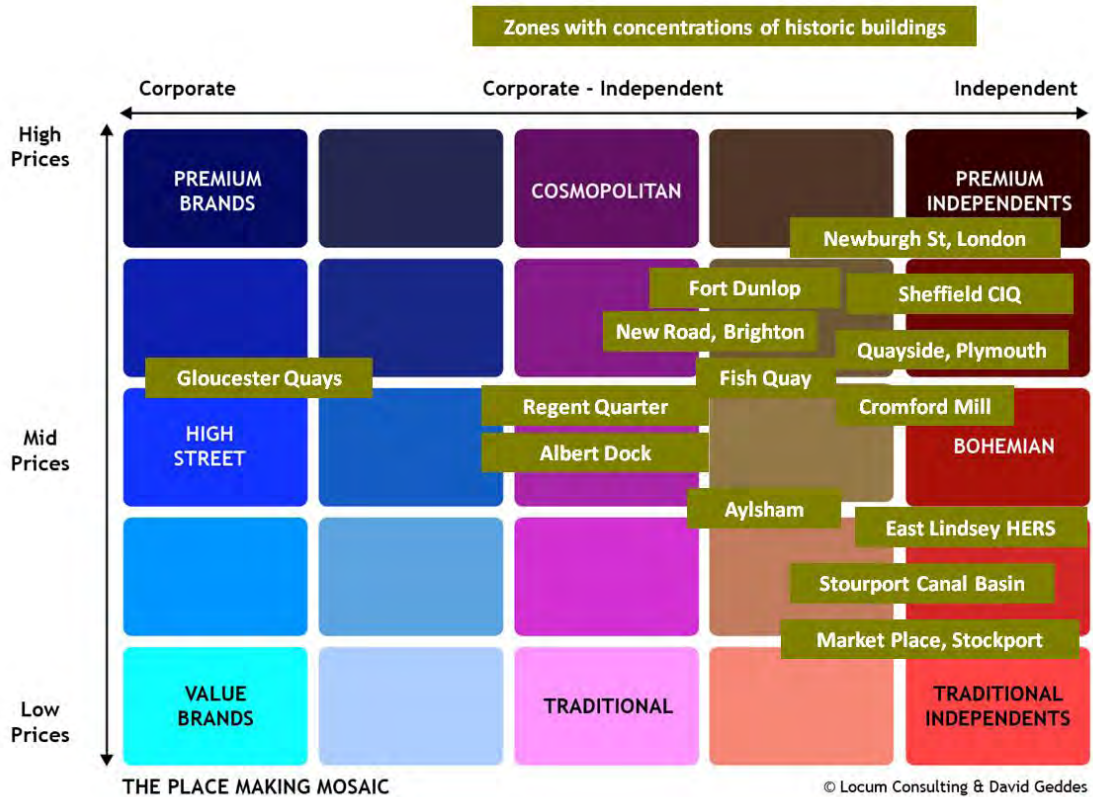 Zones with concentrations of historic buildings
Corporate
Corporate - Independent
Independent
High
Prices
PREMIUM
BRANDS
COSMOPOLITAN
PREMIUM
INDEPENDENTS
Newburgh St, London
Fort Dunlop
Sheffield CIQ
New Road, Brighton
Quayside, Plymouth
Gloucester Quays
Fish Quay
Regent Quarter
Cromford Mill
Mid
Prices
HIGH
STREET
Albert Dock
BOHEMIAN
Aylsham
East Lindsey HERS
Stourport Canal Basin
Market Place, Stockport
Low
Prices
VALUE
BRANDS
TRADITIONAL
TRADITIONAL
INDEPENDENTS
THE PLACE MAKING MOSAIC
© Locum Consulting & David Geddes